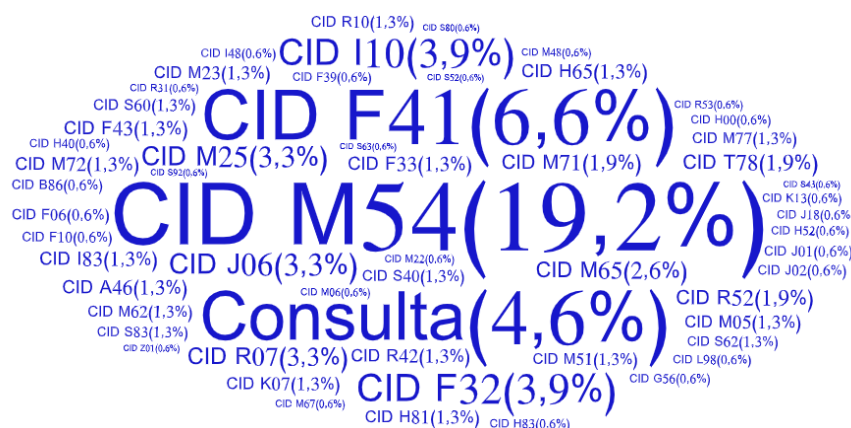 CID R10(1,3%) CID S80(0,6%)
CID I48(0,6%) CID I10(3,9%) CID M48(0,6%)
CID M23(1,3%) CID F39(0,6%) CID S52(0,6%) CID H65(1,3%)
CID R31(0,6%)
CID S60(1,3%) CID F41(6,6%) CID R53(0,6%)
CID F43(1,3%) CID H00(0,6%)
CID H40(0,6%) CID S63(0,6%) CID M77(1,3%)
CID M72(1,3%) CID M25(3,3%) CID F33(1,3%) CID M71(1,9%) CID T78(1,9%)
CID S92(0,6%)
CID B86(0,6%) CID S43(0,6%)
CID K13(0,6%)
CID F06(0,6%) CID M54(19,2%) CID J18(0,6%)
CID F10(0,6%) CID H52(0,6%)
CID I83(1,3%) CID J06(3,3%) CID M22(0,6%) CID J01(0,6%)
CID S40(1,3%) CID M65(2,6%) CID J02(0,6%)
CID A46(1,3%) CID M06(0,6%) CID R52(1,9%)
CID M62(1,3%) Consulta(4,6%) CID M05(1,3%)
CID S83(1,3%) CID S62(1,3%)
CID Z01(0,6%) CID R07(3,3%) CID R42(1,3%) CID M51(1,3%) CID L98(0,6%)
CID K07(1,3%) CID F32(3,9%) CID G56(0,6%)
CID M67(0,6%)
CID H81(1,3%) CID H83(0,6%)